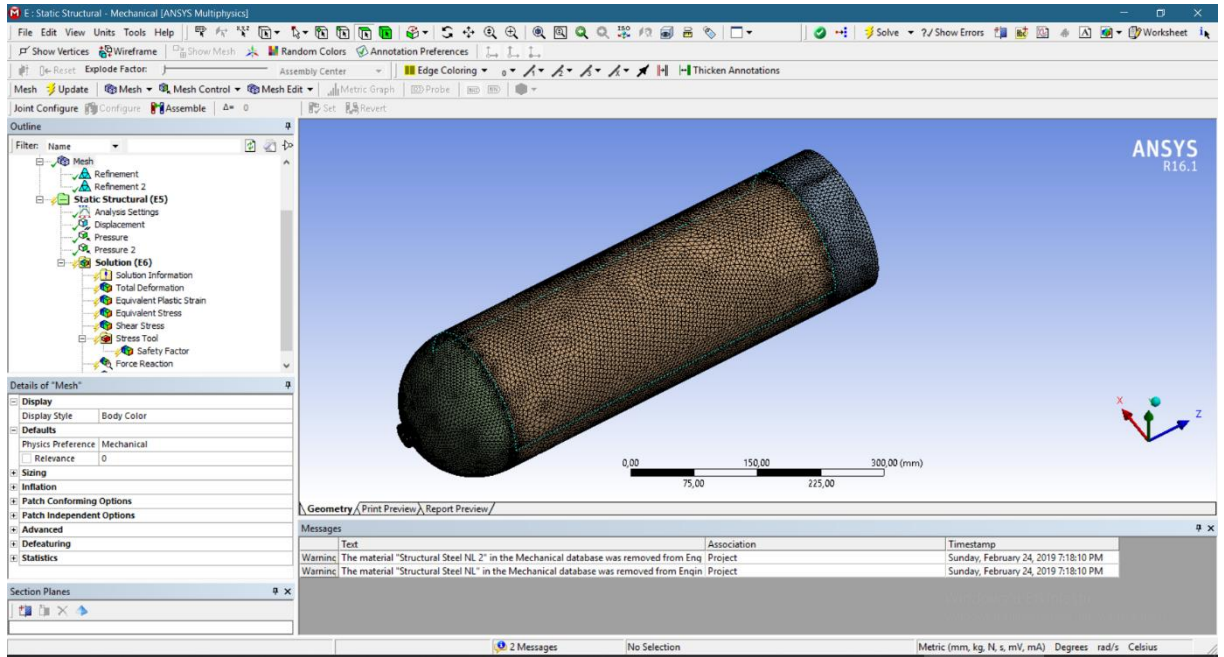 E : Static Structural - Mechanical [ANSYS Multiphysics]
File Edit View Units Tools Help Solve ?/ Show Errors Worksheet
Show Vertices Wireframe Show Mesh Random Colors Annotation Preferences
Reset Explode Factor: Assembly Center Edge Coloring Thicken Annotations
Mesh Update Mesh Mesh Control Mesh Edit Metric Graph Probe
Joint Configure Configure Assemble Δ= 0 Set Revert
Outline
Filter: Name
Mesh
Refinement
Refinement 2
Static Structural (E5)
Analysis Settings
Displacement
Pressure
Pressure 2
Solution (E6)
Solution Information
Total Deformation
Equivalent Plastic Strain
Equivalent Stress
Shear Stress
Stress Tool
Safety Factor
Force Reaction
Details of "Mesh"
Display
Display Style Body Color
Defaults
Physics Preference Mechanical
Relevance 0
Sizing
Inflation
Patch Conforming Options
Patch Independent Options
Advanced
Defeaturing
Statistics
Section Planes
ANSYS
R16.1
X
Z
0,00 150,00 300,00 (mm)
75,00 225,00
Geometry Print Preview Report Preview
Messages
Text Association Timestamp
Warninc The material "Structural Steel NL 2" in the Mechanical database was removed from Enq Project Sunday, February 24, 2019 7:18:10 PM
Warninc The material "Structural Steel NL" in the Mechanical database was removed from Engin Project Sunday, February 24, 2019 7:18:10 PM
2 Messages No Selection Metric (mm, kg, N, s, mV, mA) Degrees rad/s Celsius